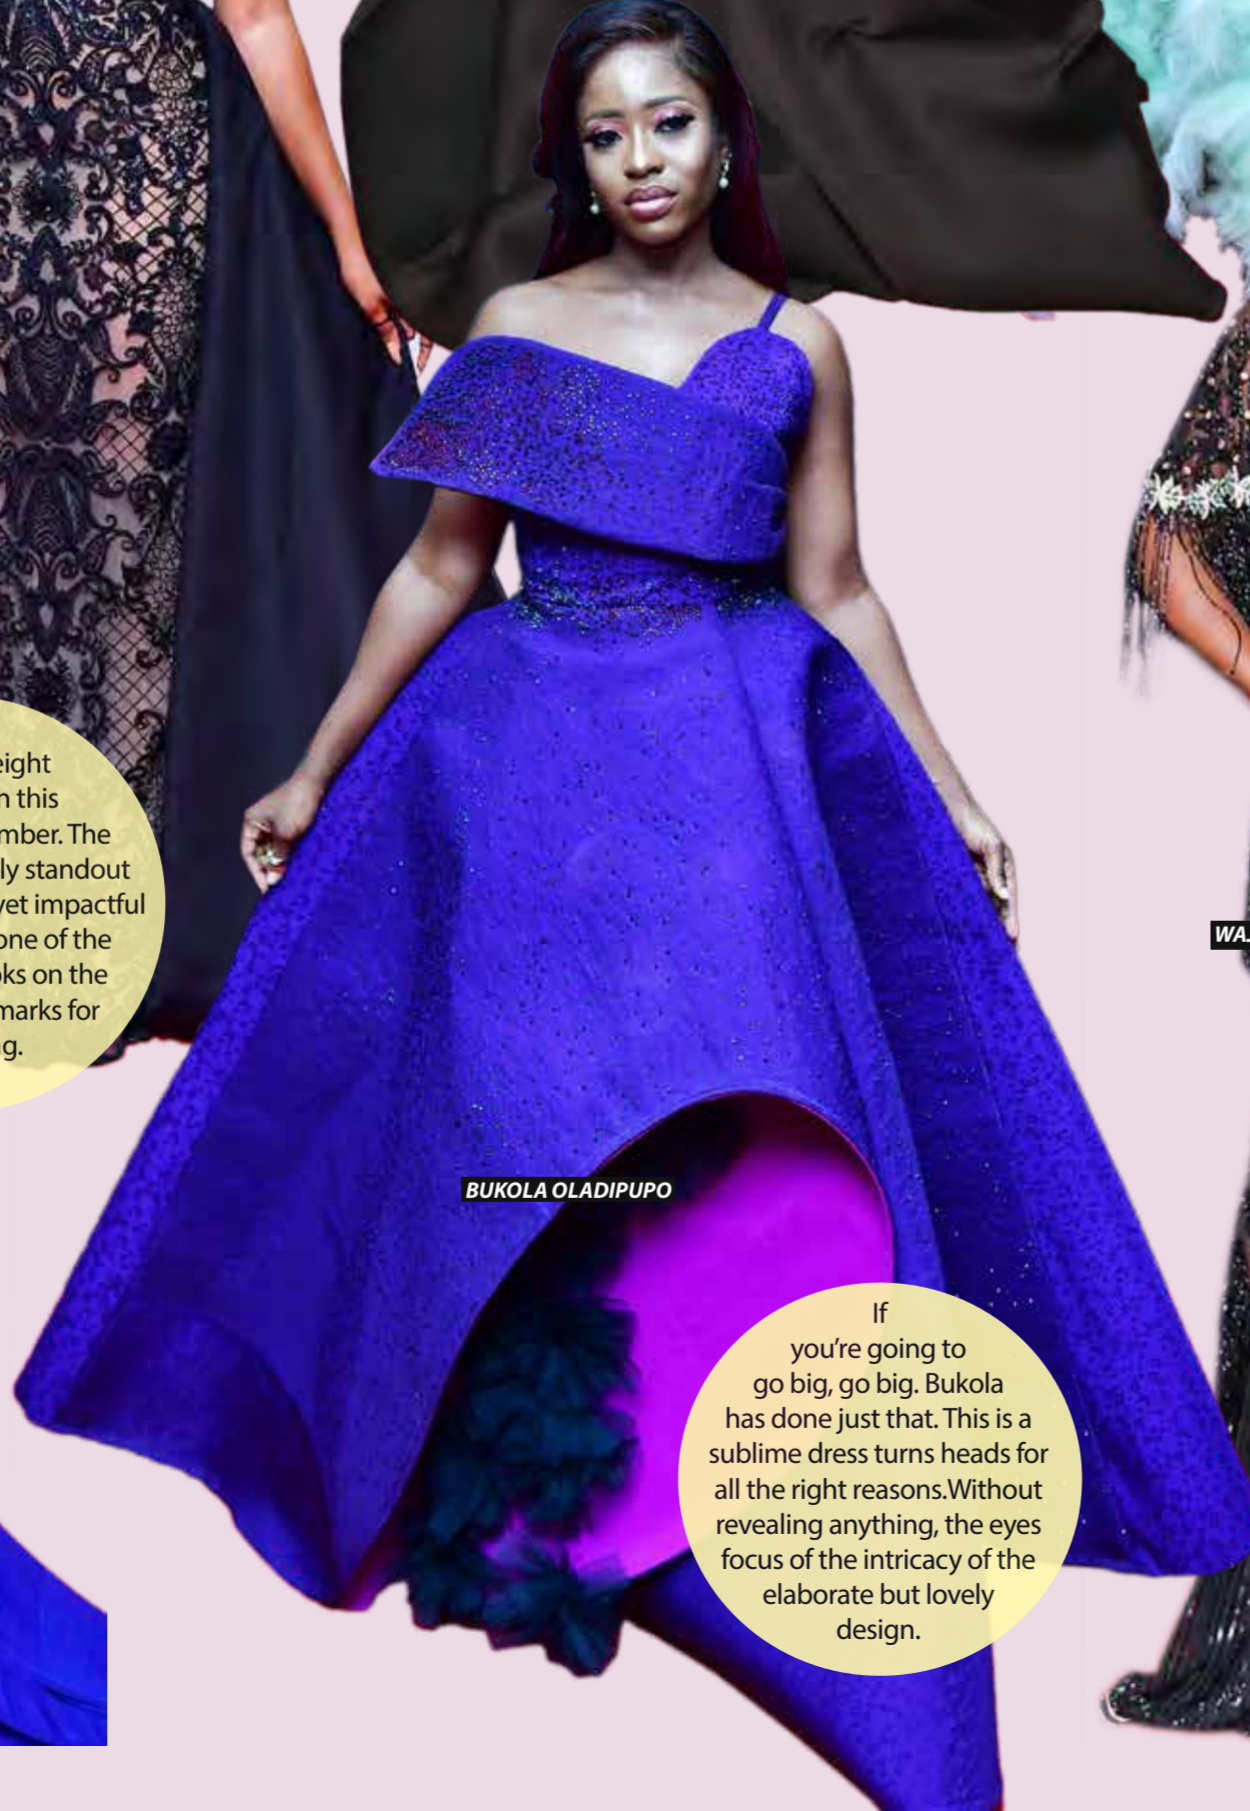 eight
this
mber. The
ly standout
yet impactful
one of the
oks on the
marks for
g.
WA
BUKOLA OLADIPUPO
If
you're going to
go big, go big. Bukola
has done just that. This is a
sublime dress turns heads for
all the right reasons.Without
revealing anything, the eyes
focus of the intricacy of the
elaborate but lovely
design.